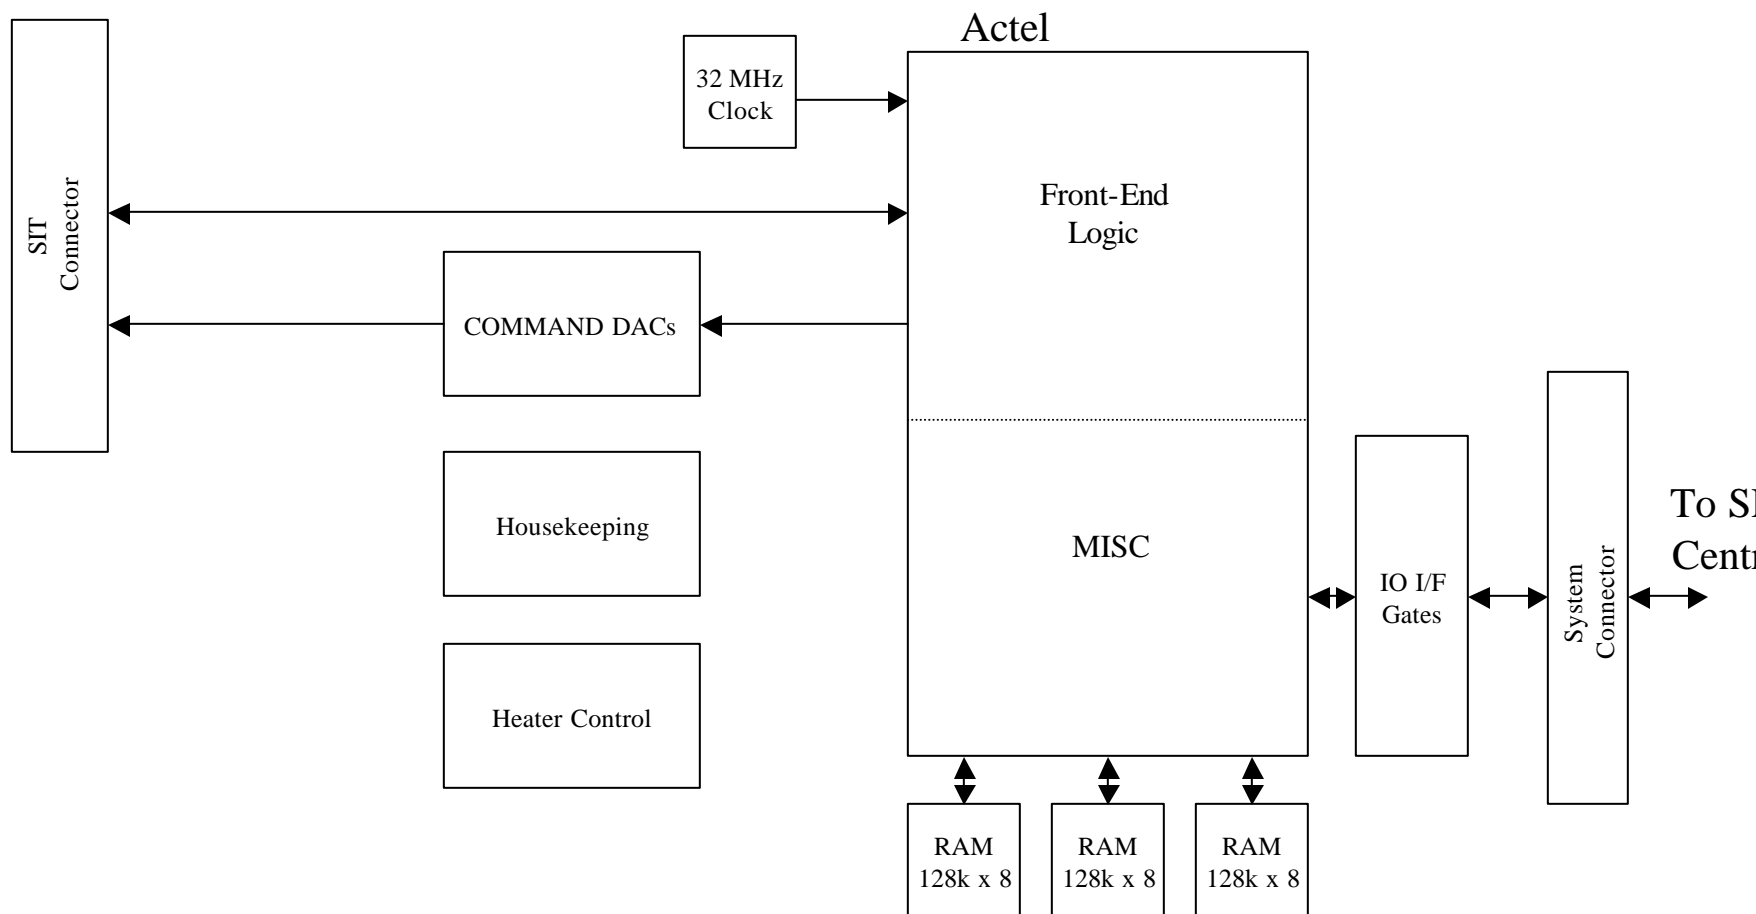 Actel
32 MHz
Clock
SIT
Connector
Front-End
Logic
COMMAND DACs
Housekeeping
MISC
To
IO I/F
Gates
System
Connector
Heater Control
RAM
128k x 8
RAM
128k x 8
RAM
128k x 8